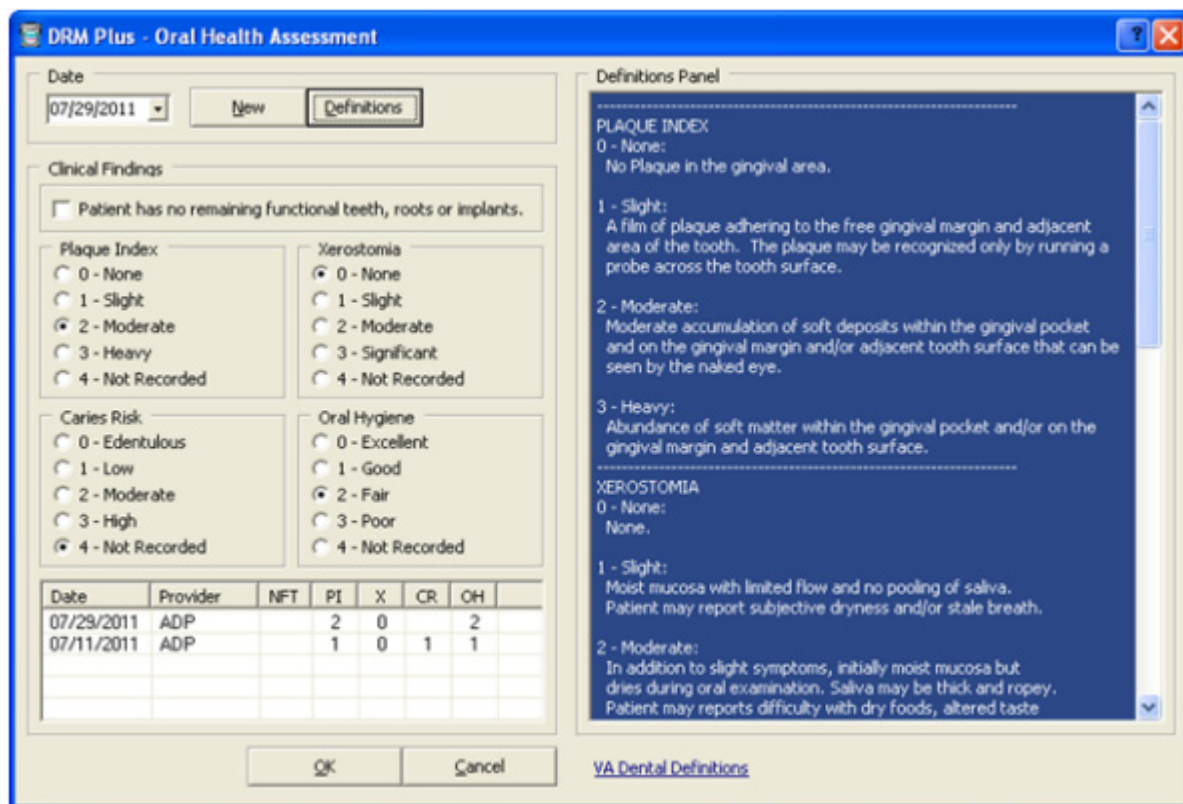 DRM Plus - Oral Health Assessment
?
Date
07/29/2011
New
Definitions
Clinical Findings
Patient has no remaining functional teeth, roots or implants.
Plaque Index
0 - None
1 - Slight
2 - Moderate
3 - Heavy
4 - Not Recorded
Xerostomia
0 - None
1 - Slight
2 - Moderate
3 - Significant
4 - Not Recorded
Caries Risk
0 - Edentulous
1 - Low
2 - Moderate
3 - High
4 - Not Recorded
Oral Hygiene
0 - Excellent
1 - Good
2 - Fair
3 - Poor
4 - Not Recorded
Date Provider NFT PI X CR OH
07/29/2011 ADP 2 0 2
07/11/2011 ADP 1 0 1 1
OK
Cancel
Definitions Panel
--------------------------------------------------------------------
PLAQUE INDEX
0 - None:
No Plaque in the gingival area.
1 - Slight:
A film of plaque adhering to the free gingival margin and adjacent
area of the tooth. The plaque may be recognized only by running a
probe across the tooth surface.
2 - Moderate:
Moderate accumulation of soft deposits within the gingival pocket
and on the gingival margin and/or adjacent tooth surface that can be
seen by the naked eye.
3 - Heavy:
Abundance of soft matter within the gingival pocket and/or on the
gingival margin and adjacent tooth surface.
--------------------------------------------------------------------
XEROSTOMIA
0 - None:
None.
1 - Slight:
Moist mucosa with limited flow and no pooling of saliva.
Patient may report subjective dryness and/or stale breath.
2 - Moderate:
In addition to slight symptoms, initially moist mucosa but
dries during oral examination. Saliva may be thick and ropey.
Patient may reports difficulty with dry foods, altered taste
VA Dental Definitions